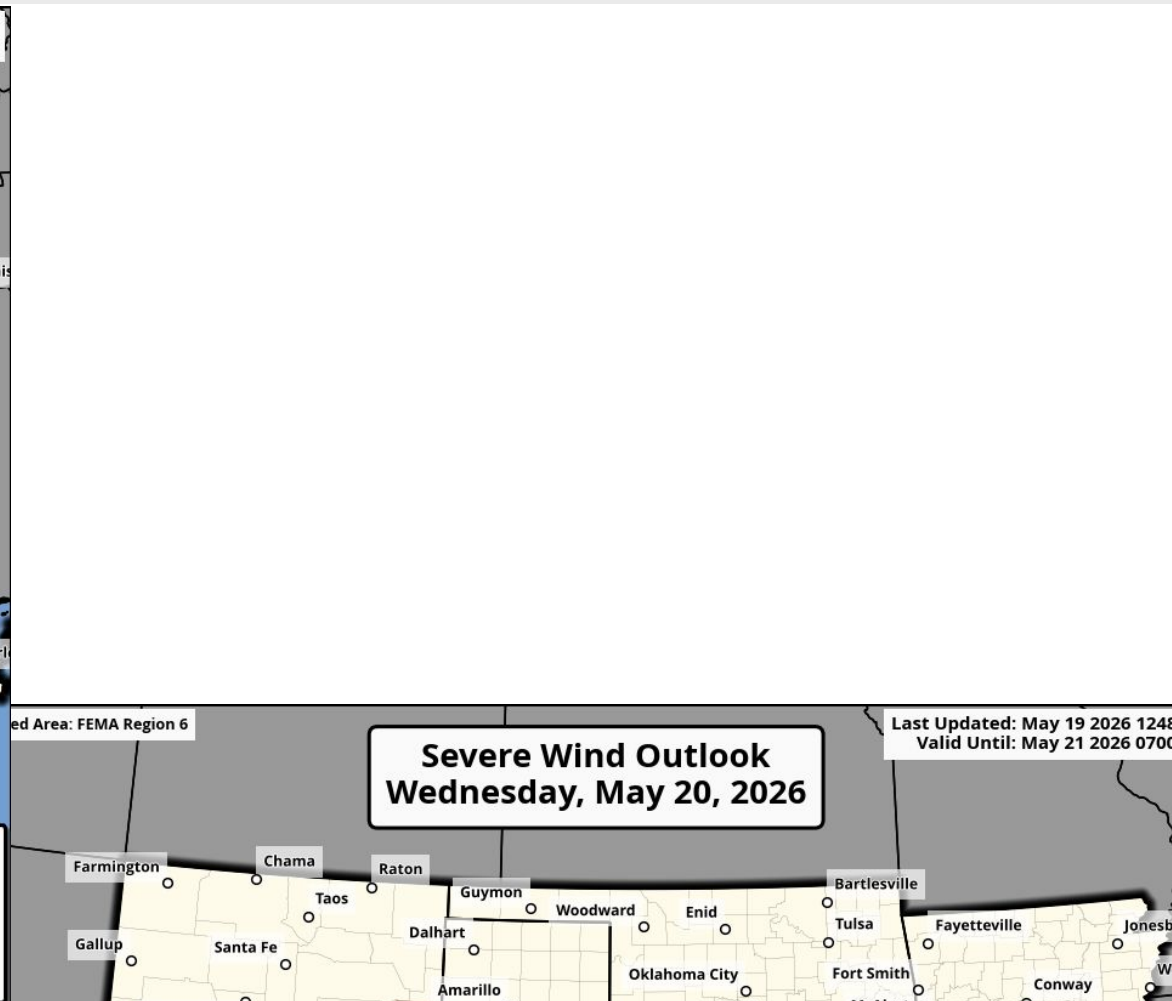 ed Area: FEMA Region 6
Severe Wind Outlook
Wednesday, May 20, 2026
Last Updated: May 19 2026 1248
Valid Until: May 21 2026 0700
Farmington
Chama
Raton
Taos
Guymon
Woodward
Enid
Bartlesville
Tulsa
Fayetteville
Gallup
Santa Fe
Dalhart
Oklahoma City
Fort Smith
Conway
Amarillo